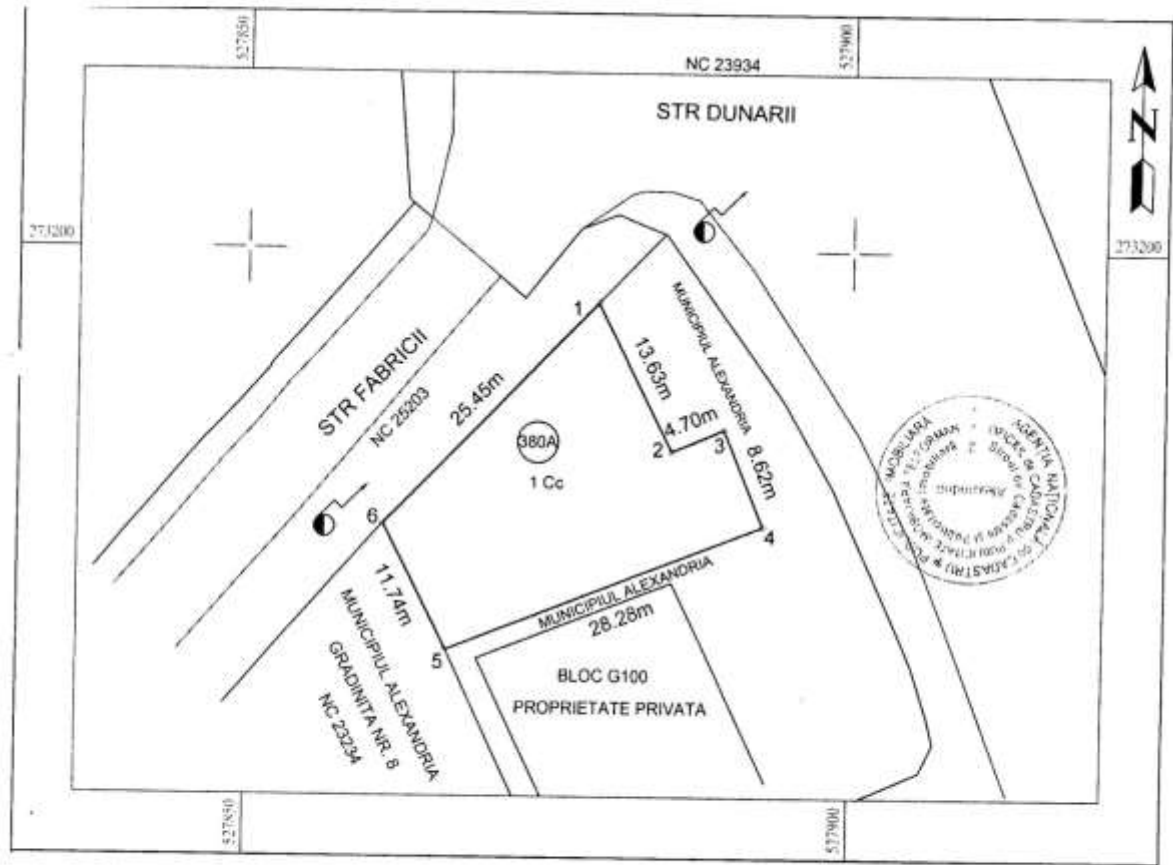 527850
527900
NC 23934
STR DUNARII
N
273200
273200
1
MUNICIPIUL ALEXANDRIA
13.63m
STR FABRICII
NC 25203
25.45m
4.70m
2
3
8.62m
380A
1 Cc
6
4
11.74m
MUNICIPIUL ALEXANDRIA
28.28m
5
MUNICIPIUL ALEXANDRIA
GRADINITA NR. 8
NC 23234
BLOC G100
PROPRIETATE PRIVATA
AGENTIA NATIONALA de CADASTRU si PUBLICITATE IMOBILIARA
Alexandria
527850
527900